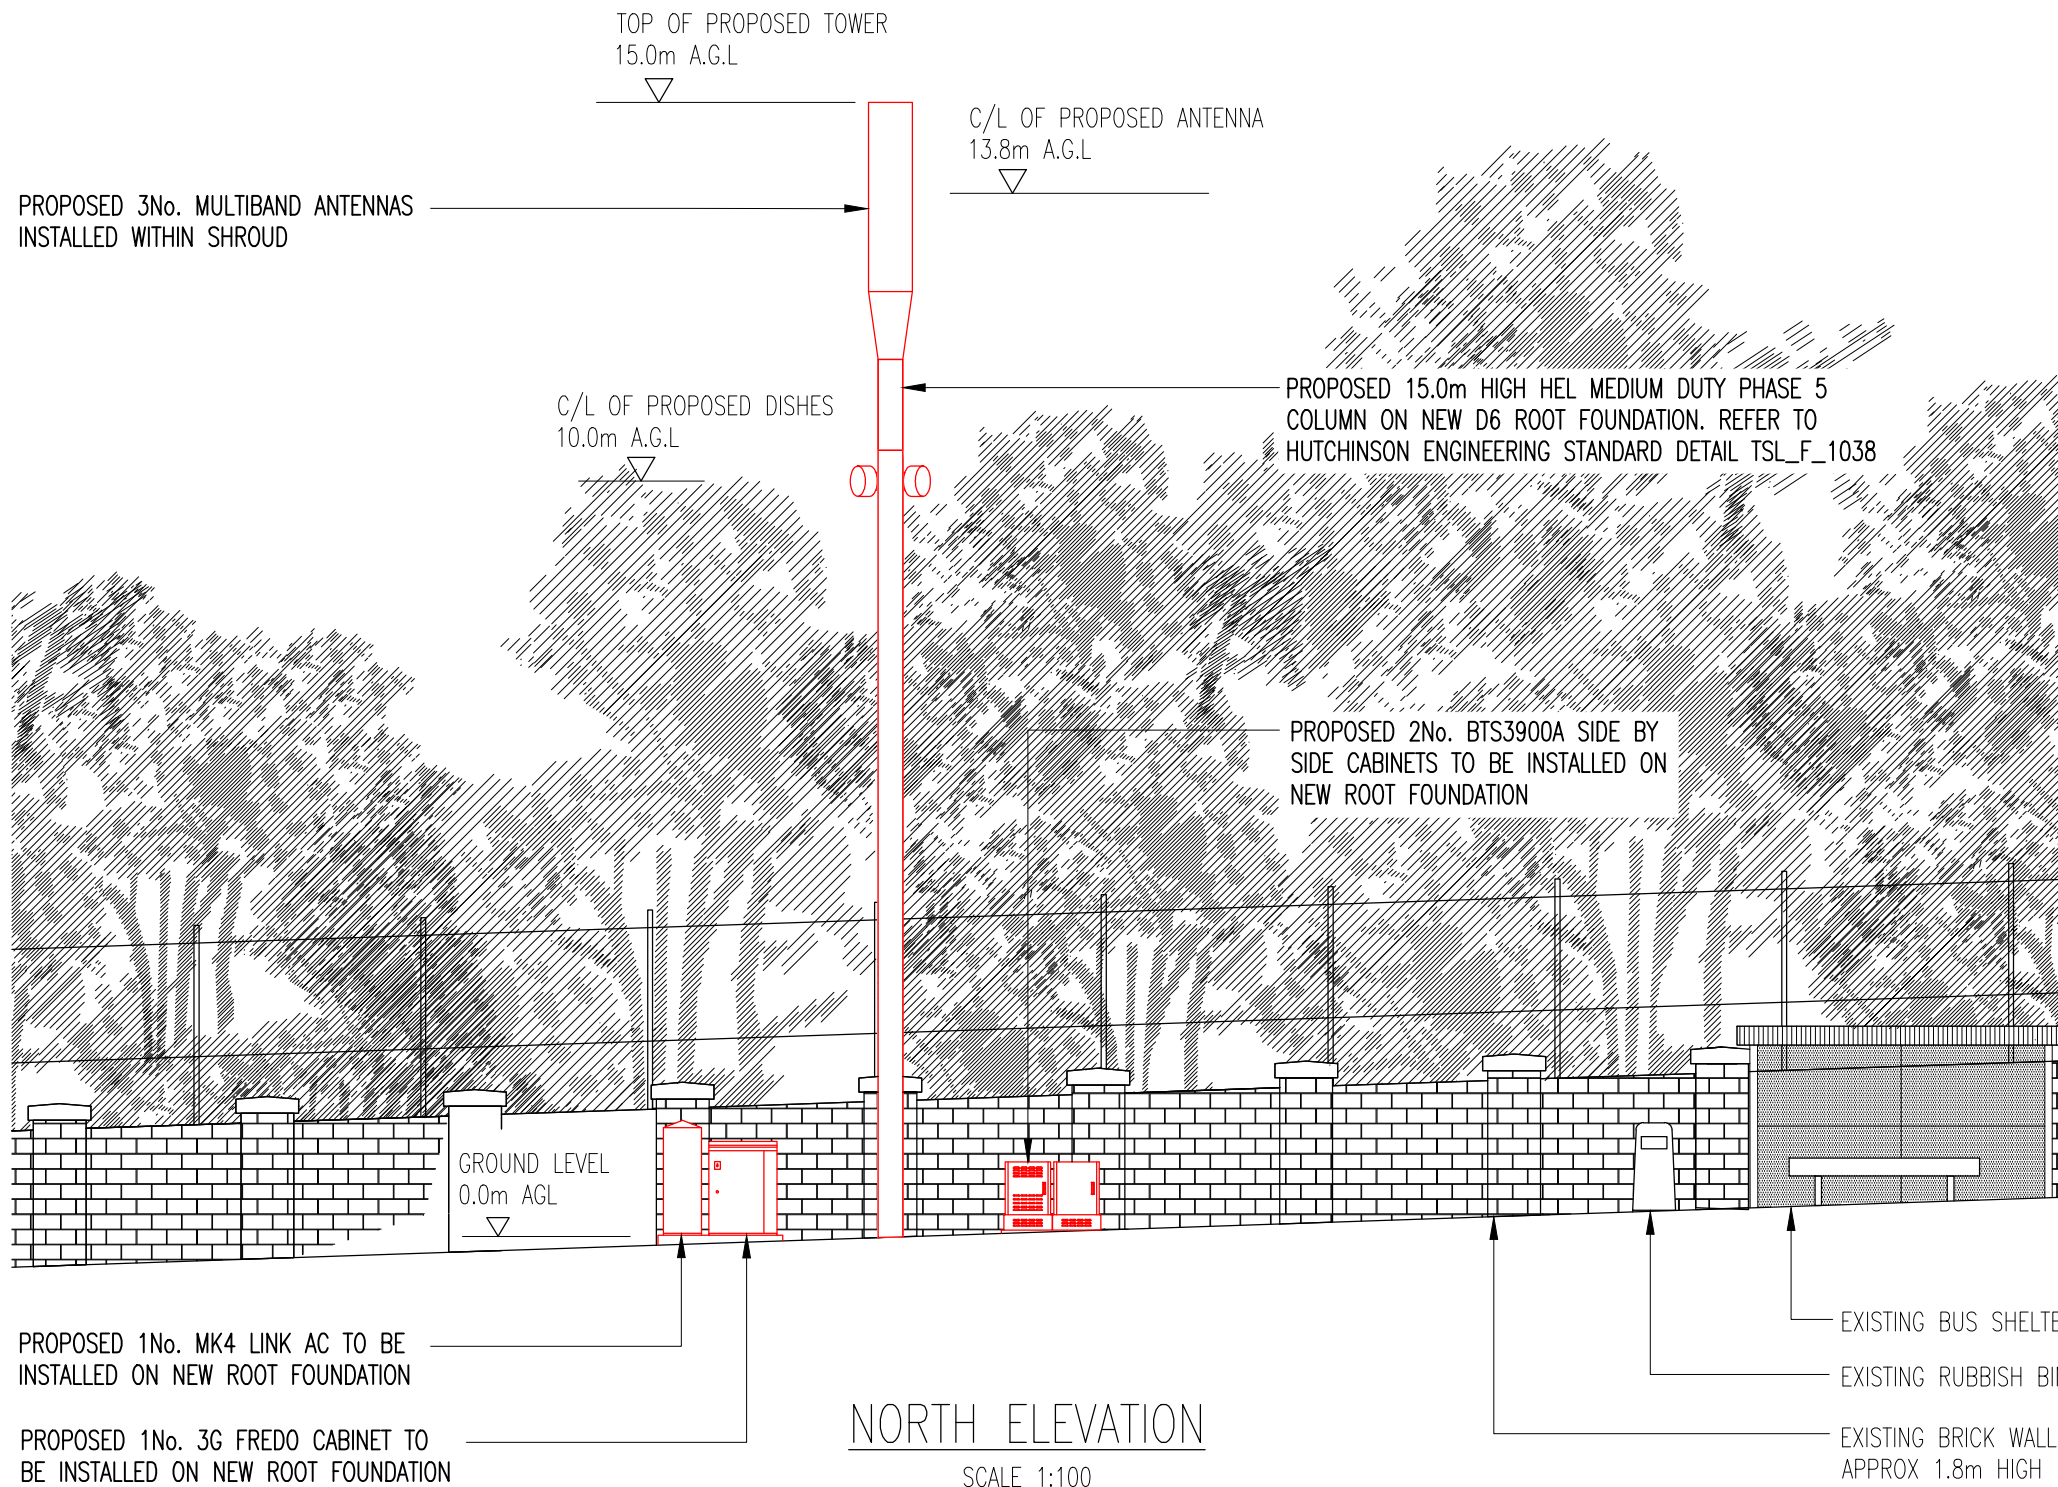 TOP OF PROPOSED TOWER
15.0m A.G.L
C/L OF PROPOSED ANTENNA
13.8m A.G.L
PROPOSED 3No. MULTIBAND ANTENNAS
INSTALLED WITHIN SHROUD
PROPOSED 15.0m HIGH HEL MEDIUM DUTY PHASE 5
COLUMN ON NEW D6 ROOT FOUNDATION. REFER TO
HUTCHINSON ENGINEERING STANDARD DETAIL TSL_F_1038
C/L OF PROPOSED DISHES
10.0m A.G.L
PROPOSED 2No. BTS3900A SIDE BY
SIDE CABINETS TO BE INSTALLED ON
NEW ROOT FOUNDATION
GROUND LEVEL
0.0m AGL
EXISTING BUS SHELTE
PROPOSED 1No. MK4 LINK AC TO BE
INSTALLED ON NEW ROOT FOUNDATION
EXISTING RUBBISH BI
PROPOSED 1No. 3G FREDO CABINET TO
BE INSTALLED ON NEW ROOT FOUNDATION
NORTH ELEVATION
SCALE 1:100
EXISTING BRICK WALL
APPROX 1.8m HIGH